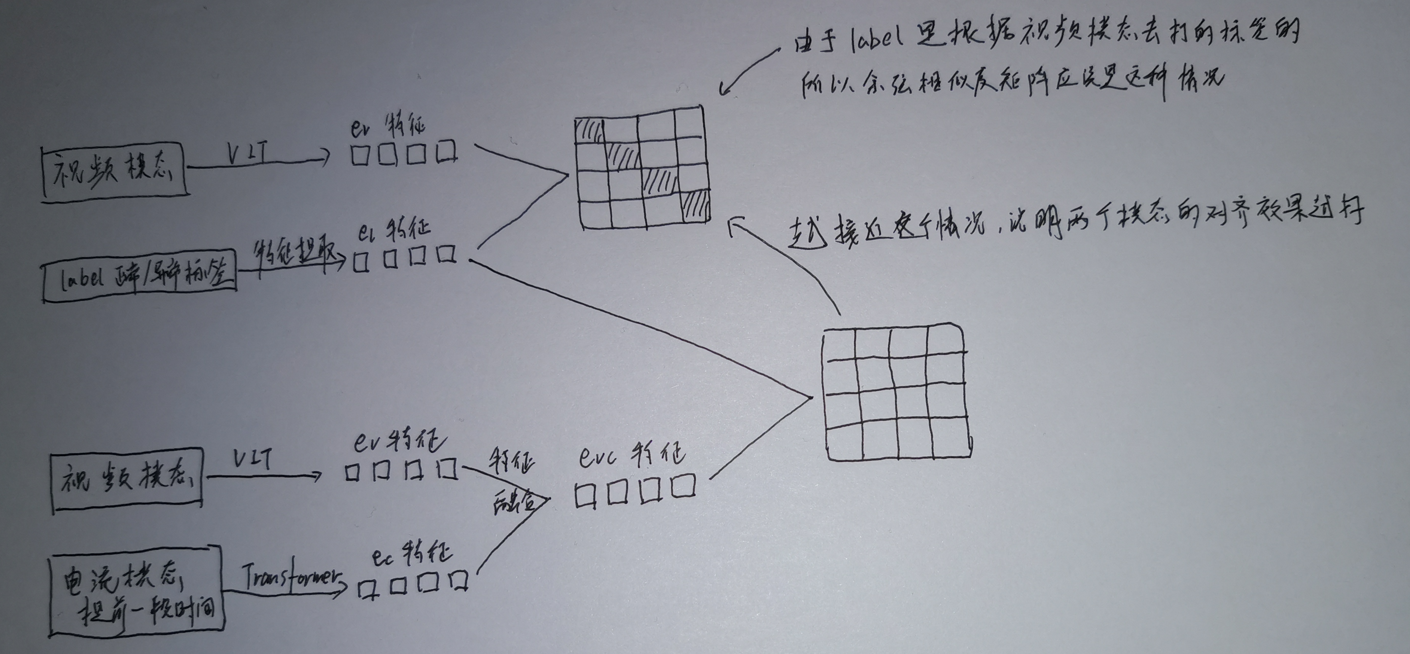 由于label是根据视频模态去打的标签的
所以余弦相似度矩阵应该是这种情况
ev 特征
视频模态
VIT
label 碎/异碎标签
特征提取
el 特征
越接近这个情况，说明两个模态的对齐效果越好
视频模态
VIT
ev特征
特征
融合
evc 特征
电流模态
提前一段时间
Transformer
ec 特征